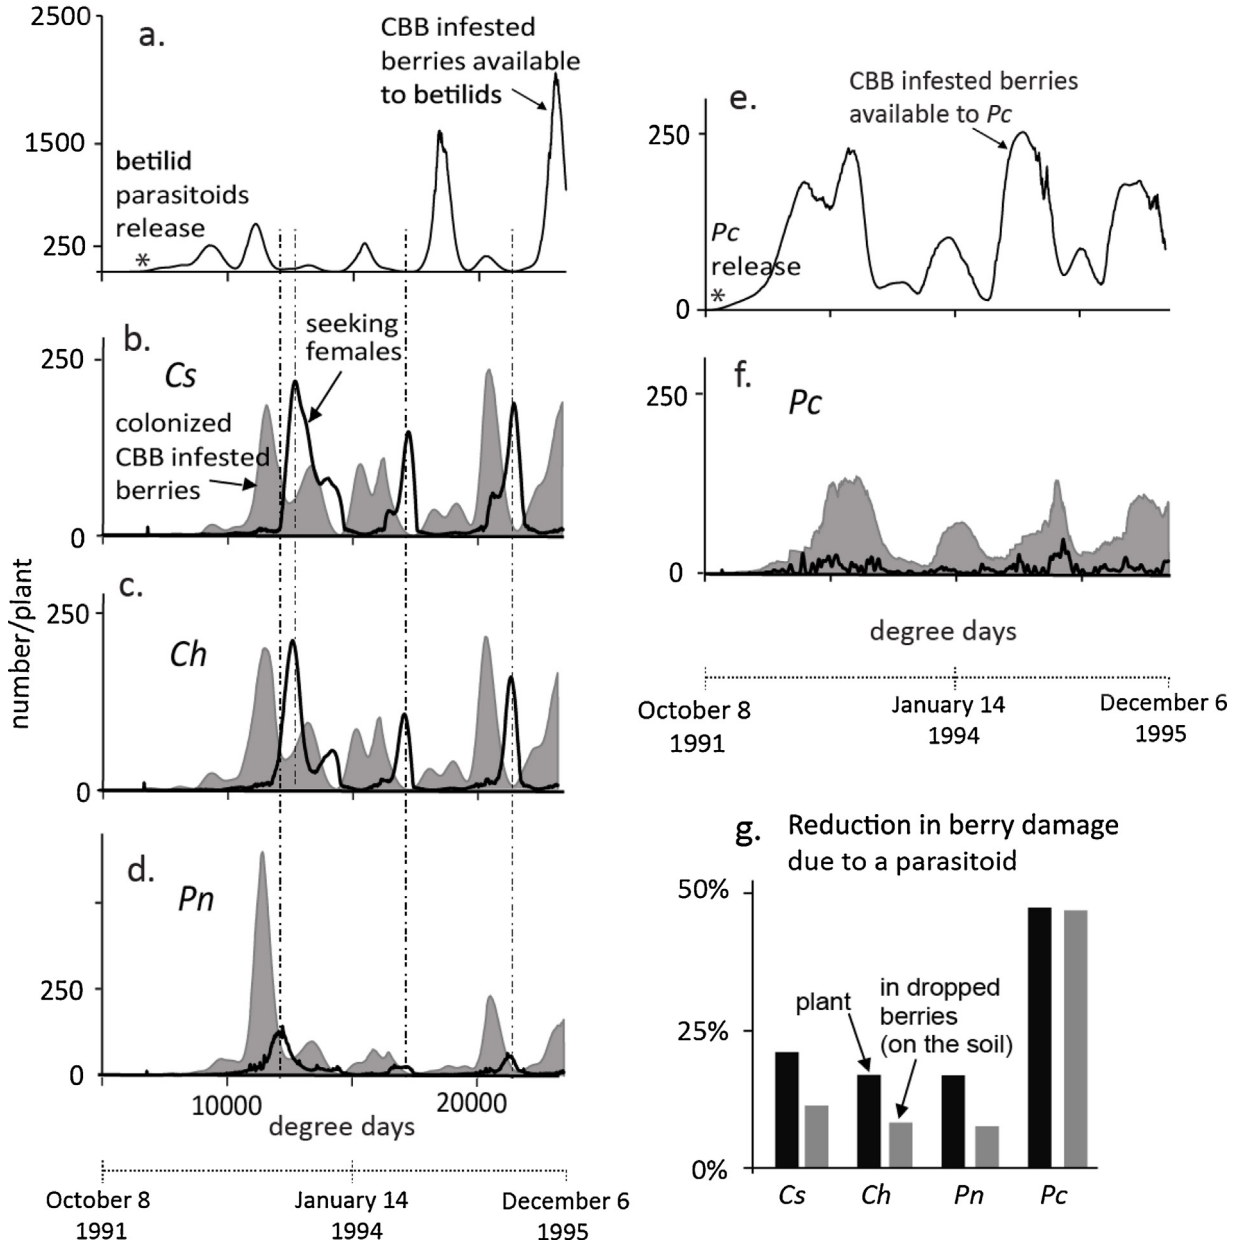 2500
a.
CBB infested
berries available
to betilids
1500
betilid
parasitoids
release
250
*
b.
seeking
females
250
Cs
colonized
CBB infested
berries
0
number/plant
c.
250
Ch
0
d.
Pn
250
0
10000
20000
degree days
October 8
1991
January 14
1994
December 6
1995
e.
CBB infested berries
available to Pc
250
Pc
release
*
0
f.
250
Pc
0
degree days
October 8
1991
January 14
1994
December 6
1995
g.
Reduction in berry damage
due to a parasitoid
50%
in dropped
berries
(on the soil)
plant
25%
0%
Cs
Ch
Pn
Pc